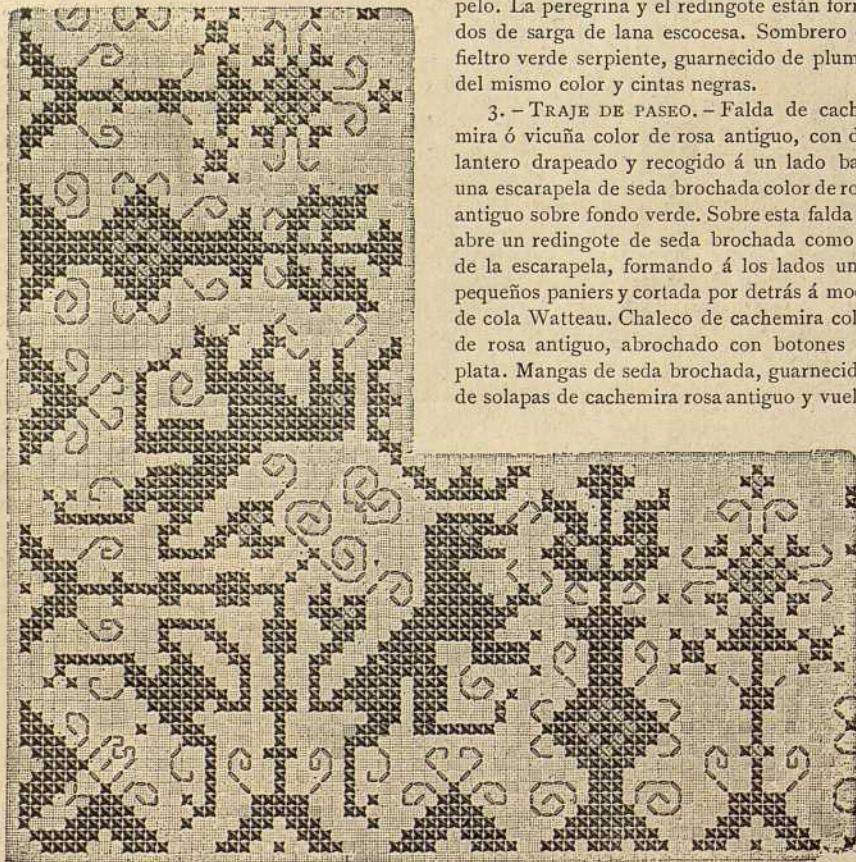 pelo. La peregrina y el redingote están forra
dos de sarga de lana escocesa. Sombrero
fieltro verde serpiente, guarnecido de plum
del mismo color y cintas negras.
3. – TRAJE DE PASEO. – Falda de cach
mira ó vicuña color de rosa antiguo, con d
lantero drapeado y recogido á un lado ba
una escarapela de seda brochada color de ro
antiguo sobre fondo verde. Sobre esta falda
abre un redingote de seda brochada como
de la escarapela, formando á los lados un
pequeños paniers y cortada por detrás á mo
de cola Watteau. Chaleco de cachemira col
de rosa antiguo, abrochado con botones
plata. Mangas de seda brochada, guarnecid
de solapas de cachemira rosa antiguo y vuel